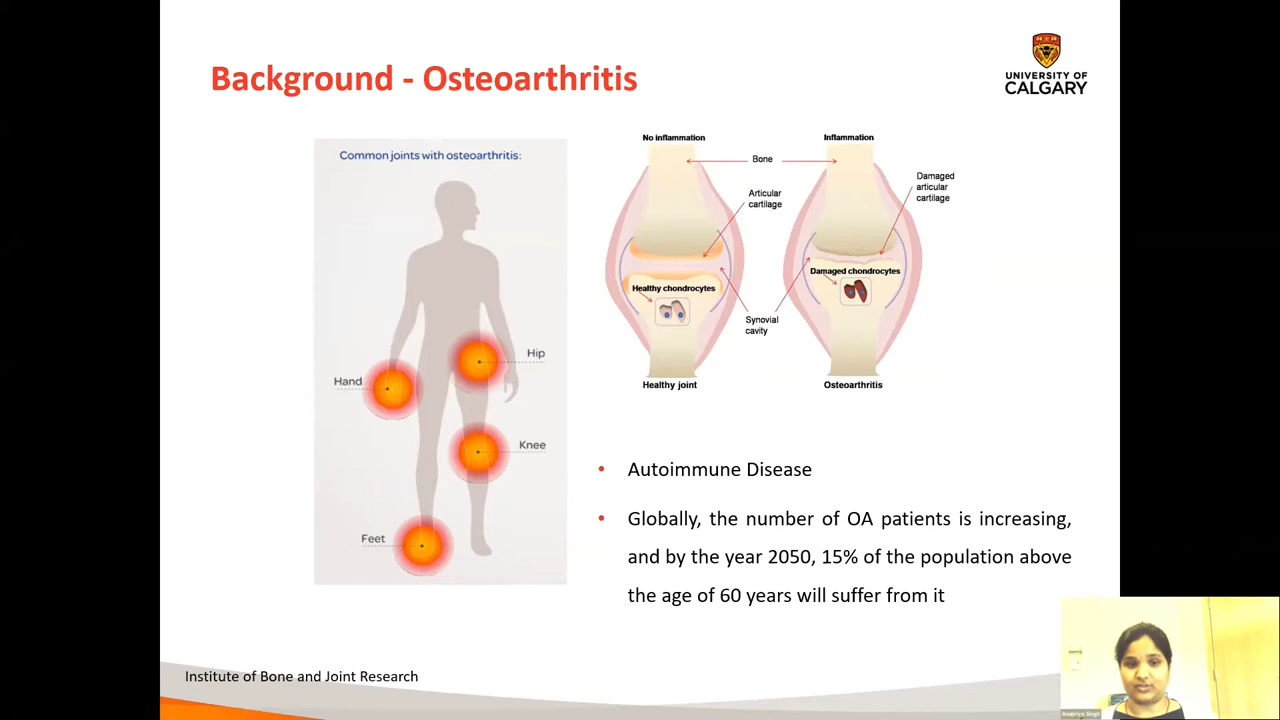 Background - Osteoarthritis
UNIVERSITY OF
CALGARY
Common joints with osteoarthritis:
Hip
Hand
Knee
Feet
No inflammation
Inflammation
Bone
Articular
cartilage
Damaged
articular
cartilage
Healthy chondrocytes
Damaged chondrocytes
Synovial
cavity
Healthy joint
Osteoarthritis
• Autoimmune Disease
• Globally, the number of OA patients is increasing,
and by the year 2050, 15% of the population above
the age of 60 years will suffer from it
Institute of Bone and Joint Research